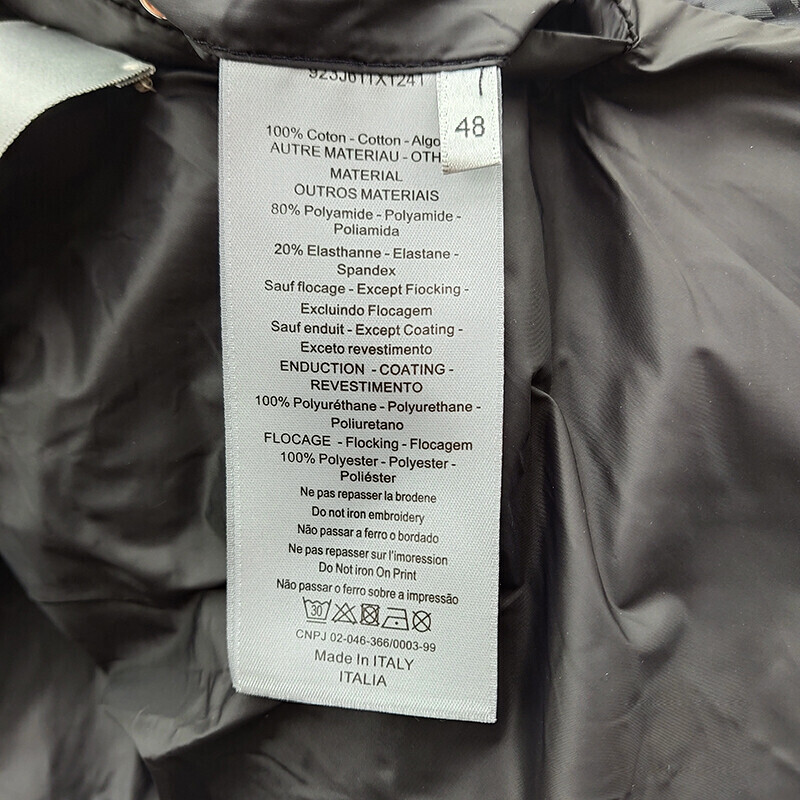 923J611X1241
48
100% Coton - Cotton - Algo
AUTRE MATERIAU - OTH
MATERIAL
OUTROS MATERIAIS
80% Polyamide - Polyamide -
Poliamida
20% Elasthanne - Elastane -
Spandex
Sauf flocage - Except Fiocking -
Excluindo Flocagem
Sauf enduit - Except Coating -
Exceto revestimento
ENDUCTION - COATING -
REVESTIMENTO
100% Polyuréthane - Polyurethane -
Poliuretano
FLOCAGE - Flocking - Flocagem
100% Polyester - Polyester -
Poliéster
Ne pas repasser la brodene
Do not iron embroidery
Não passar a ferro o bordado
Ne pas repasser sur l'imoression
Do Not Iron On Print
Não passar o ferro sobre a impressão
30
CNPJ 02-046-366/0003-99
Made In ITALY
ITALIA